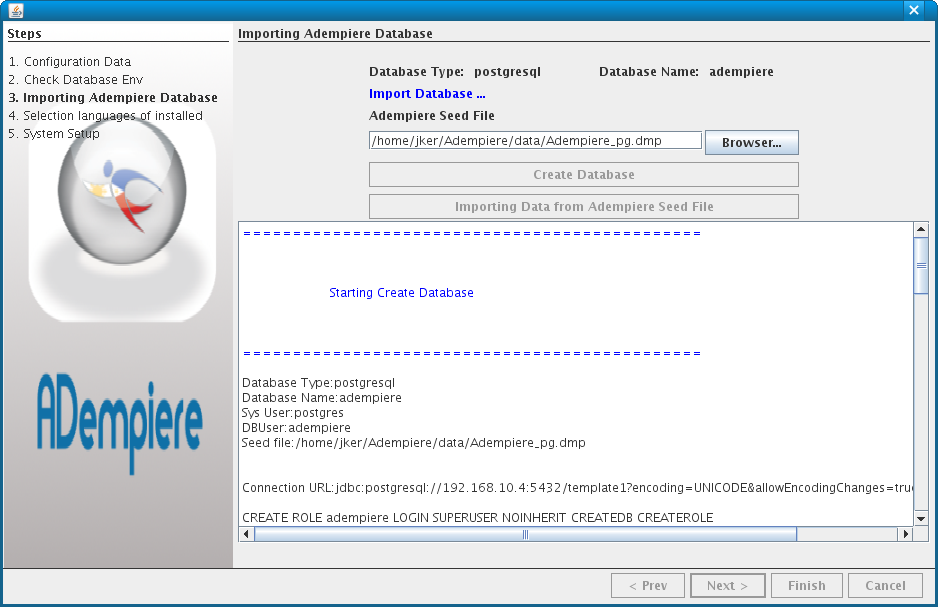 Steps
1. Configuration Data
2. Check Database Env
3. Importing Adempiere Database
4. Selection languages of installed
5. System Setup
ADempiere
Importing Adempiere Database
Database Type: postgresql Database Name: adempiere
Import Database ...
Adempiere Seed File
/home/jker/Adempiere/data/Adempiere_pg.dmp Browser...
Create Database
Importing Data from Adempiere Seed File
==============================================
Starting Create Database
==============================================
Database Type:postgresql
Database Name:adempiere
Sys User:postgres
DBUser:adempiere
Seed file:/home/jker/Adempiere/data/Adempiere_pg.dmp
Connection URL:jdbc:postgresql://192.168.10.4:5432/template1?encoding=UNICODE&allowEncodingChanges=true
CREATE ROLE adempiere LOGIN SUPERUSER NOINHERIT CREATEDB CREATEROLE
< Prev Next > Finish Cancel